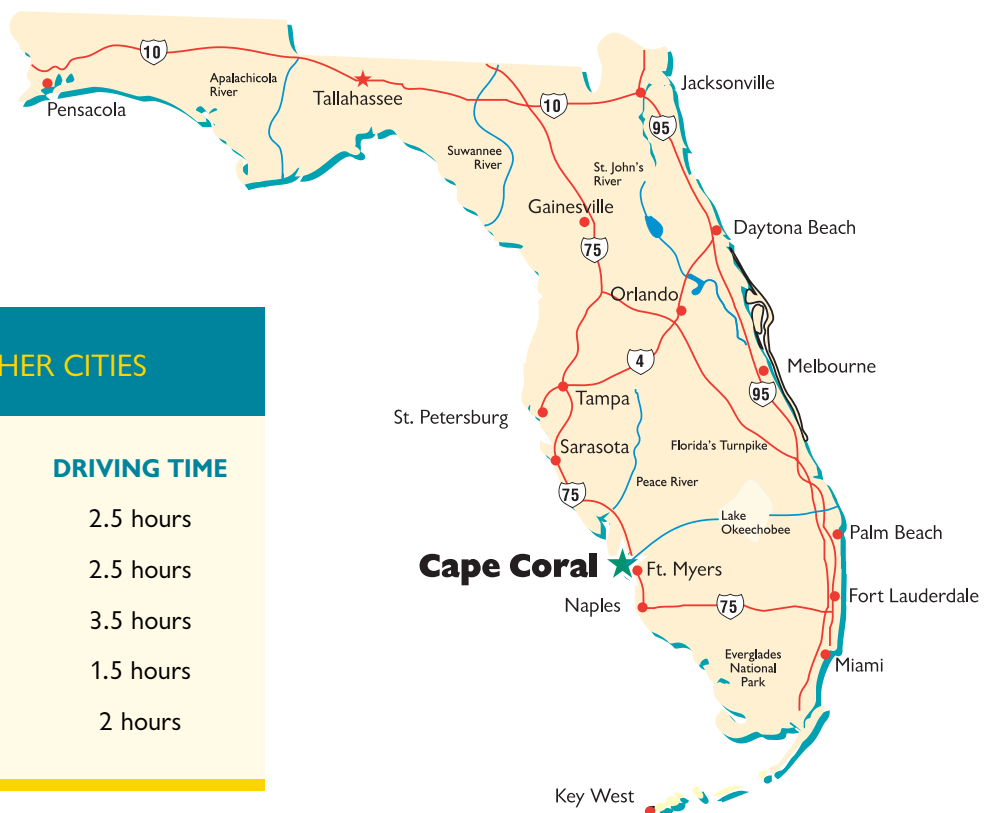 10
Apalachicola
River
Tallahassee
Pensacola
10
Jacksonville
95
Suwannee
River
St. John's
River
Gainesville
75
Daytona Beach
Orlando
4
Melbourne
95
Tampa
St. Petersburg
Sarasota
Florida's Turnpike
Peace River
75
Lake
Okeechobee
Palm Beach
Cape Coral
Ft. Myers
Naples
75
Fort Lauderdale
Everglades
National
Park
Miami
Key West
HER CITIES
DRIVING TIME
2.5 hours
2.5 hours
3.5 hours
1.5 hours
2 hours